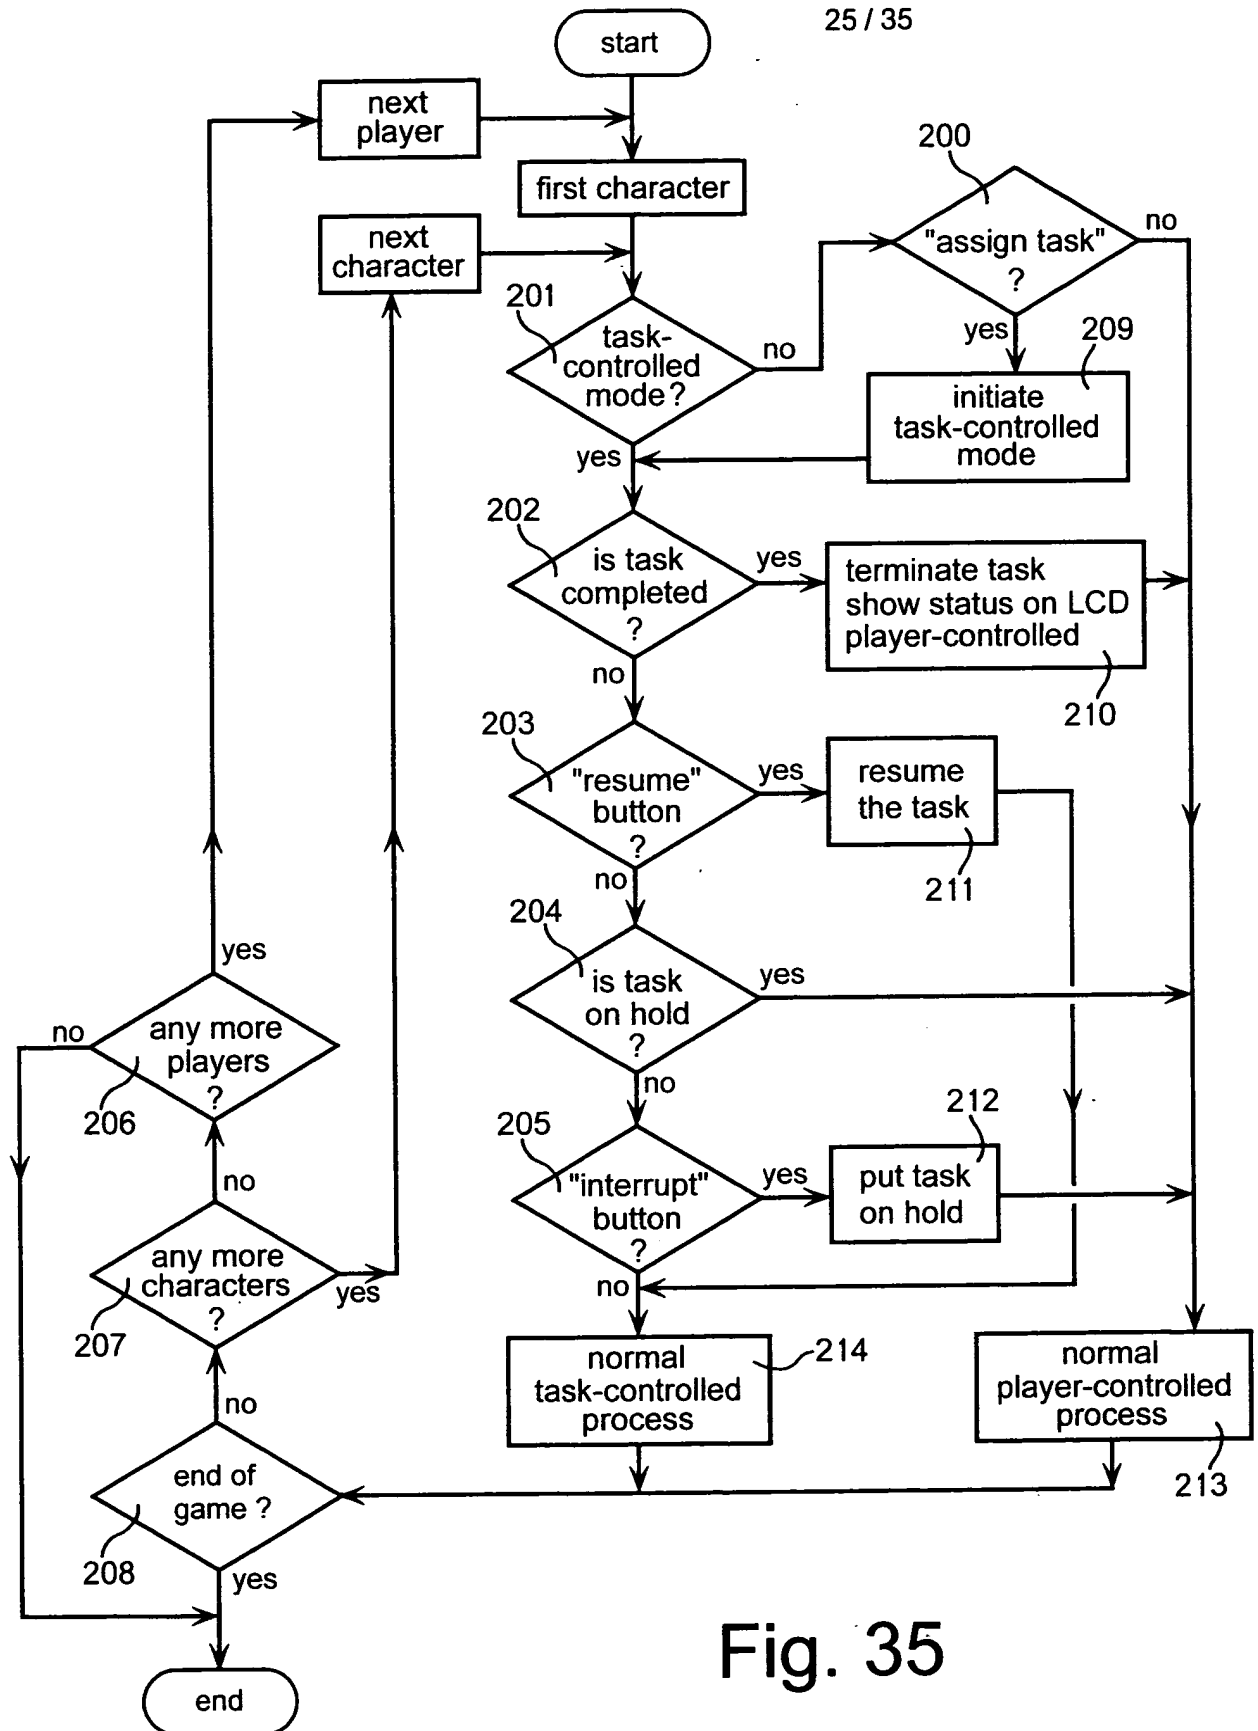 25 / 35
start
next
player
200
first character
no
next
character
"assign task"
?
201
yes
209
task-
controlled
mode?
no
initiate
task-controlled
mode
yes
202
is task
completed
?
yes
terminate task
show status on LCD
player-controlled
no
210
203
"resume"
button
?
yes
resume
the task
no
211
204
yes
is task
on hold
?
yes
no
any more
players
?
no
206
212
205
"interrupt"
button
?
yes
put task
on hold
no
any more
characters
?
yes
no
207
normal
task-controlled
process
214
normal
player-controlled
process
no
end of
game ?
213
208
yes
Fig. 35
end